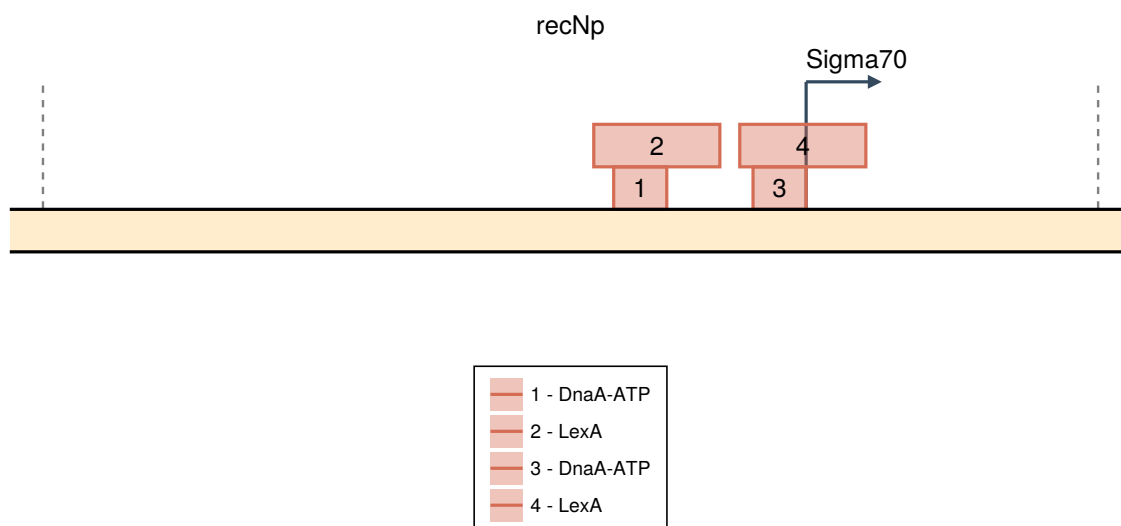 recNp
Sigma70
2
4
1
3
1 - DnaA-ATP
2 - LexA
3 - DnaA-ATP
4 - LexA